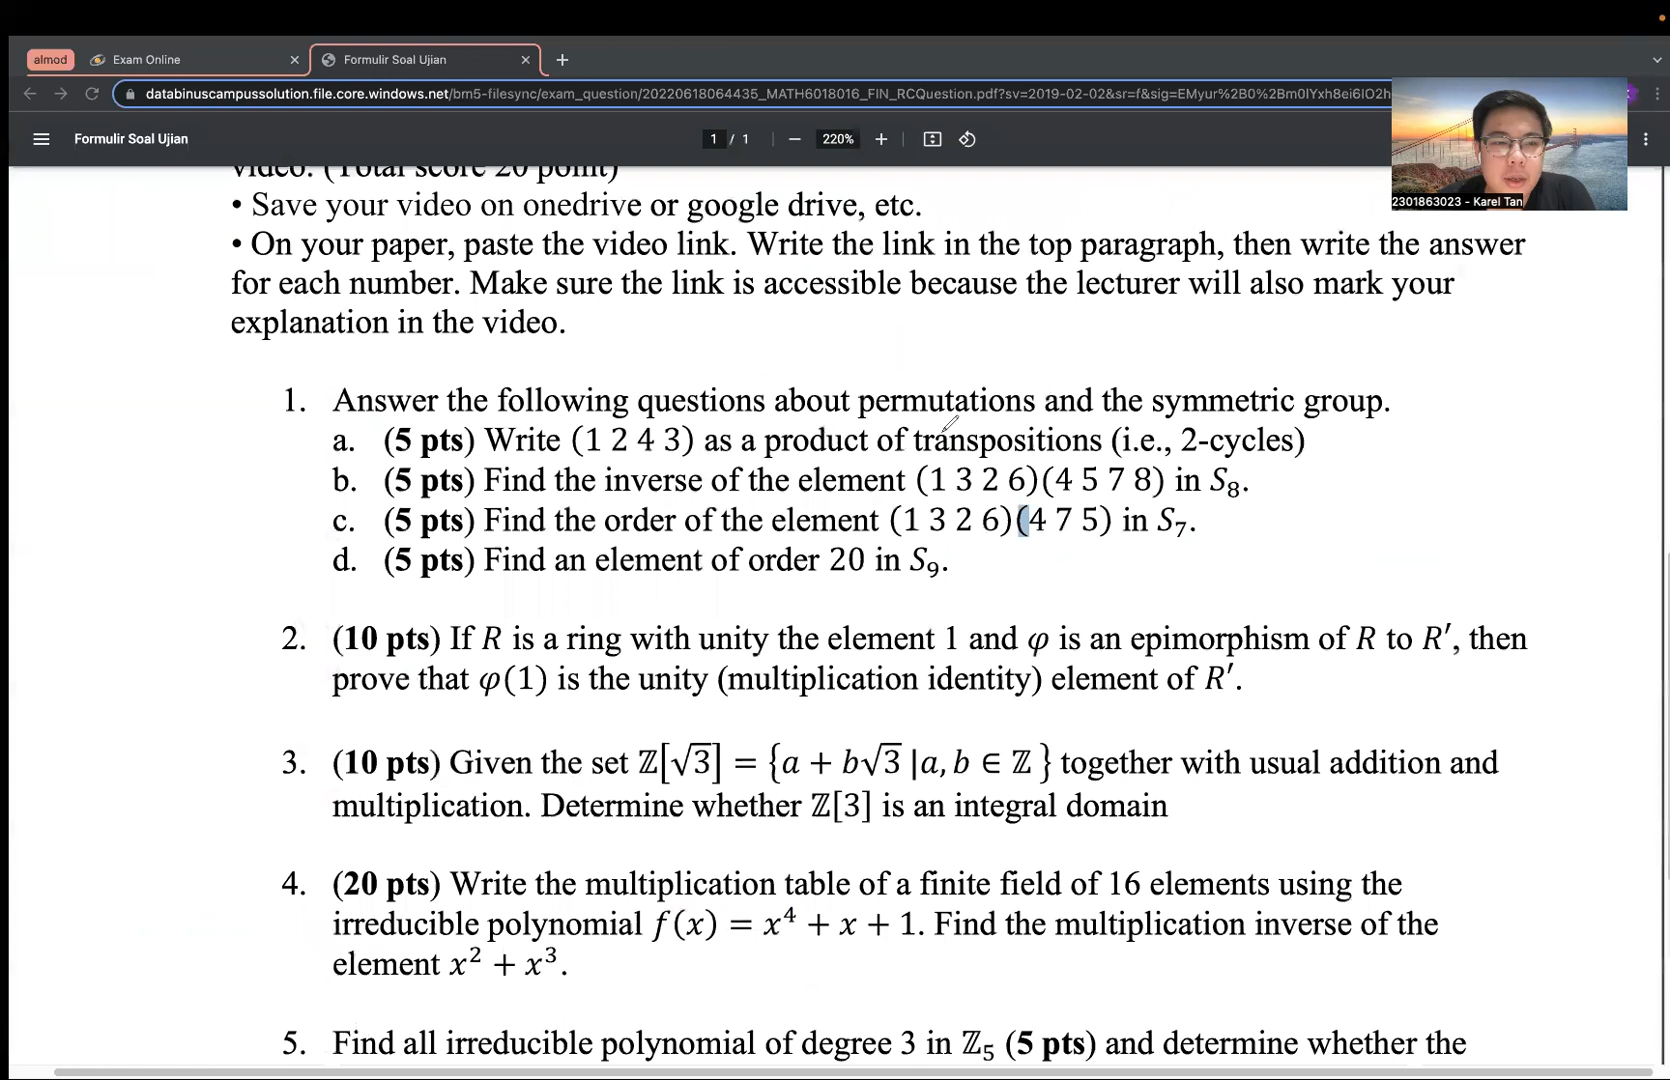 almod
Exam Online
Formulir Soal Ujian
databinuscampussolution.file.core.windows.net/bm5-filesync/exam_question/20220618064435_MATH6018016_FIN_RCQuestion.pdf?sv=2019-02-02&sr=f&sig=EMyur%2B0%2Bm0IYxh8ei6IO2h
Formulir Soal Ujian
1 / 1
220%
2301863023 - Karel Tan
video. (Total score 20 point)
• Save your video on onedrive or google drive, etc.
• On your paper, paste the video link. Write the link in the top paragraph, then write the answer
for each number. Make sure the link is accessible because the lecturer will also mark your
explanation in the video.
1. Answer the following questions about permutations and the symmetric group.
a. (5 pts) Write (1 2 4 3) as a product of transpositions (i.e., 2-cycles)
b. (5 pts) Find the inverse of the element (1 3 2 6)(4 5 7 8) in S₈.
c. (5 pts) Find the order of the element (1 3 2 6)(4 7 5) in S₇.
d. (5 pts) Find an element of order 20 in S₉.
2. (10 pts) If R is a ring with unity the element 1 and φ is an epimorphism of R to R′, then
prove that φ(1) is the unity (multiplication identity) element of R′.
3. (10 pts) Given the set ℤ[√3] = {a + b√3 |a, b ∈ ℤ } together with usual addition and
multiplication. Determine whether ℤ[3] is an integral domain
4. (20 pts) Write the multiplication table of a finite field of 16 elements using the
irreducible polynomial f(x) = x⁴ + x + 1. Find the multiplication inverse of the
element x² + x³.
5. Find all irreducible polynomial of degree 3 in ℤ₅ (5 pts) and determine whether the